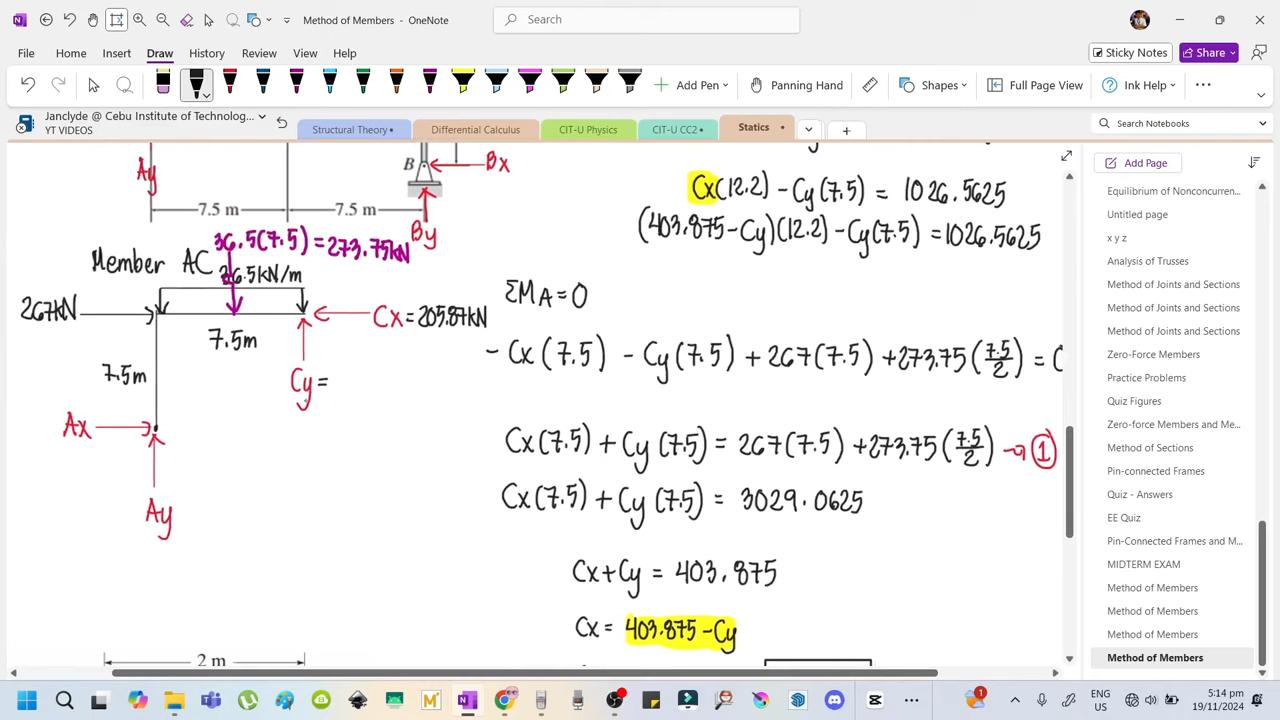 Method of Members - OneNote
Search
File Home Insert Draw History Review View Help
Sticky Notes
Share
Add Pen
Panning Hand
Shapes
Full Page View
Ink Help
Janclyde @ Cebu Institute of Technolog...
YT VIDEOS
Structural Theory
Differential Calculus
CIT-U Physics
CIT-U CC2
Statics
Search Notebooks
Add Page
Equilibrium of Nonconcurren...
Untitled page
x y z
Analysis of Trusses
Method of Joints and Sections
Method of Joints and Sections
Method of Joints and Sections
Zero-Force Members
Practice Problems
Quiz Figures
Zero-force Members and Me...
Method of Sections
Pin-connected Frames
Quiz - Answers
EE Quiz
Pin-Connected Frames and M...
MIDTERM EXAM
Method of Members
Method of Members
Method of Members
Method of Members
Ay
B
Bx
7.5 m
7.5 m
By
36.5(7.5) = 273.75kN
Member AC
36.5kN/m
267kN
Cx = 205.87kN
7.5m
7.5m
Cy =
Ax
Ay
2 m
Cx(12.2) - Cy(7.5) = 1026.5625
(403.875 - Cy)(12.2) - Cy(7.5) = 1026.5625
ΣMA = 0
- Cx(7.5) - Cy(7.5) + 267(7.5) + 273.75(7.5/2) =
Cx(7.5) + Cy(7.5) = 267(7.5) + 273.75(7.5/2) → 1
Cx(7.5) + Cy(7.5) = 3029.0625
Cx + Cy = 403.875
Cx = 403.875 - Cy
1
ENG
US
5:14 pm
19/11/2024